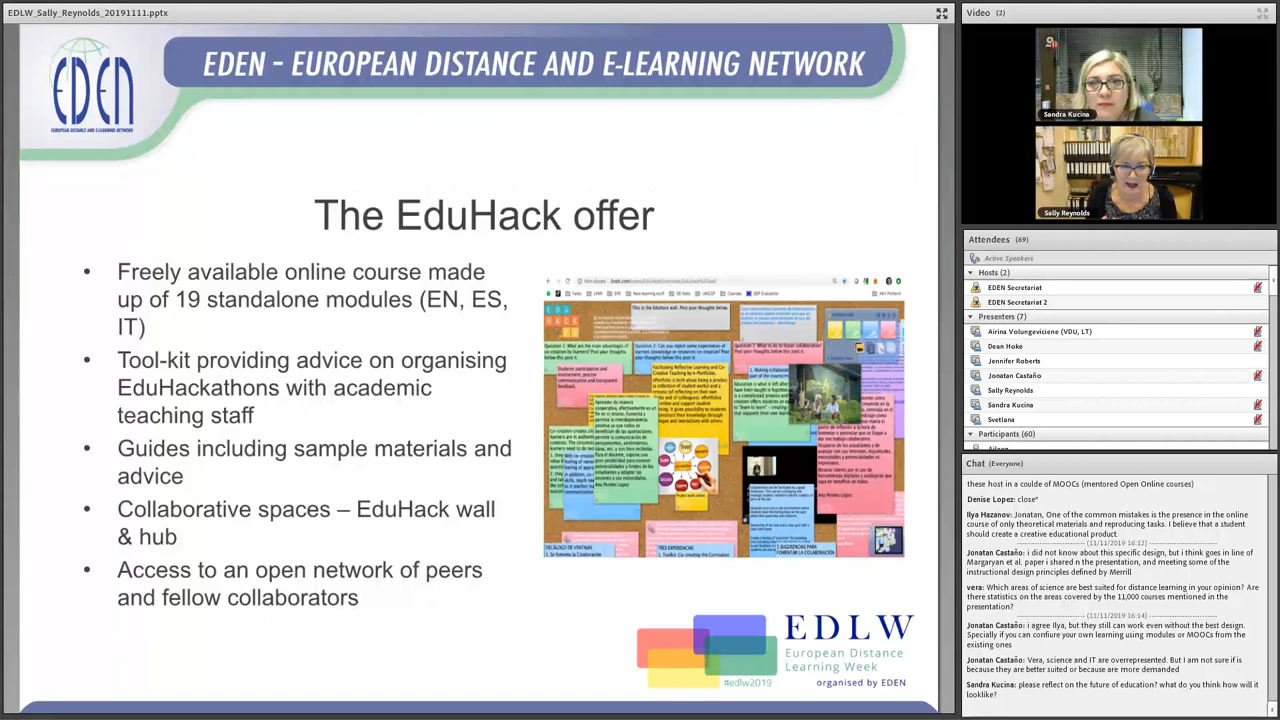 EDLW_Sally_Reynolds_20191111.pptx
EDEN
EUROPEAN DISTANCE AND E-LEARNING NETWORK
EDEN - EUROPEAN DISTANCE AND E-LEARNING NETWORK
The EduHack offer
• Freely available online course made
up of 19 standalone modules (EN, ES,
IT)
• Tool-kit providing advice on organising
EduHackathons with academic
teaching staff
• Guides including sample materials and
advice
• Collaborative spaces – EduHack wall
& hub
• Access to an open network of peers
and fellow collaborators
EDU
HACK
This is the EduHack wall.
EDLW
European Distance
Learning Week
#edlw2019
organised by EDEN
Video (2)
Sandra Kucina
Sally Reynolds
Attendees (69)
Active Speakers
Hosts (2)
EDEN Secretariat
EDEN Secretariat 2
Presenters (7)
Airina Volungeviciene (VDU, LT)
Dean Hoke
Jennifer Roberts
Jonatan Castaño
Sally Reynolds
Sandra Kucina
Svetlana
Participants (60)
Chat (Everyone)
these host in a coulde of MOOCs (mentored Open Online courses)
Denise Lopez: close*
Ilya Hazanov: Jonatan, One of the common mistakes is the presence in the online
course of only theoretical materials and reproducing tasks. I believe that a student
should create a creative educational product.
(11/11/2019 16:12)
Jonatan Castaño: i did not know about this specific design, but i think goes in line of
Margaryan et al. paper i shared in the presentation, and meeting some of the
instructional design principles defined by Merrill
vera: Which areas of science are best suited for distance learning in your opinion? Are
there statistics on the areas covered by the 11,000 courses mentioned in the
presentation?
(11/11/2019 16:14)
Jonatan Castaño: i agree Ilya, but they still can work even without the best design.
Specially if you can confiure your own learning using modules or MOOCs from the
existing ones
Jonatan Castaño: Vera, science and IT are overrepresented. But I am not sure if is
because they are better suited or because are more demanded
Sandra Kucina: please reflect on the future of education? what do you think how will it
looklike?